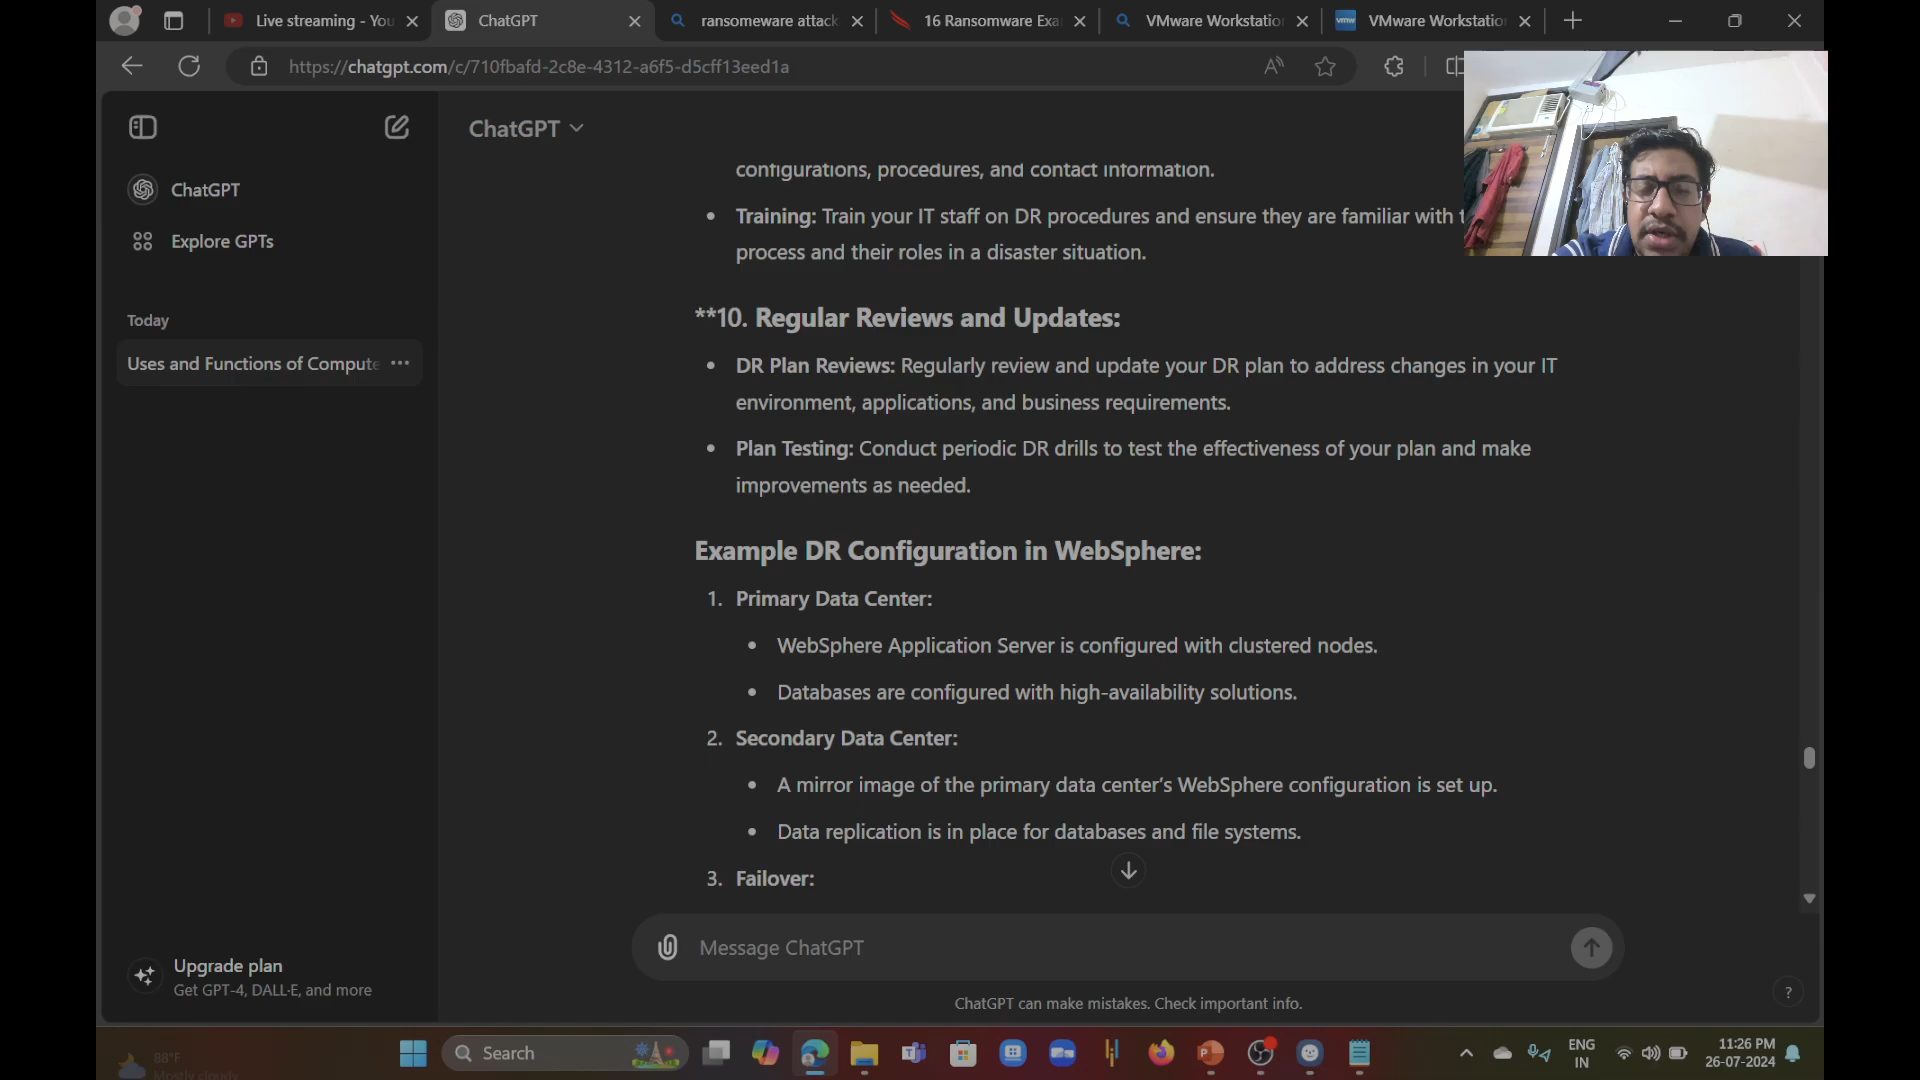 Live streaming - You
ChatGPT
ransomeware attack
16 Ransomware Exa
VMware Workstation
vmw
VMware Workstation
https://chatgpt.com/c/710fbafd-2c8e-4312-a6f5-d5cff13eed1a
ChatGPT
ChatGPT
Explore GPTs
Today
Uses and Functions of Compute
Upgrade plan
Get GPT-4, DALL·E, and more
configurations, procedures, and contact information.
Training: Train your IT staff on DR procedures and ensure they are familiar with
process and their roles in a disaster situation.
**10. Regular Reviews and Updates:
DR Plan Reviews: Regularly review and update your DR plan to address changes in your IT
environment, applications, and business requirements.
Plan Testing: Conduct periodic DR drills to test the effectiveness of your plan and make
improvements as needed.
Example DR Configuration in WebSphere:
1. Primary Data Center:
WebSphere Application Server is configured with clustered nodes.
Databases are configured with high-availability solutions.
2. Secondary Data Center:
A mirror image of the primary data center’s WebSphere configuration is set up.
Data replication is in place for databases and file systems.
3. Failover:
Message ChatGPT
ChatGPT can make mistakes. Check important info.
?
88°F
Mostly cloudy
Search
ENG
IN
11:26 PM
26-07-2024